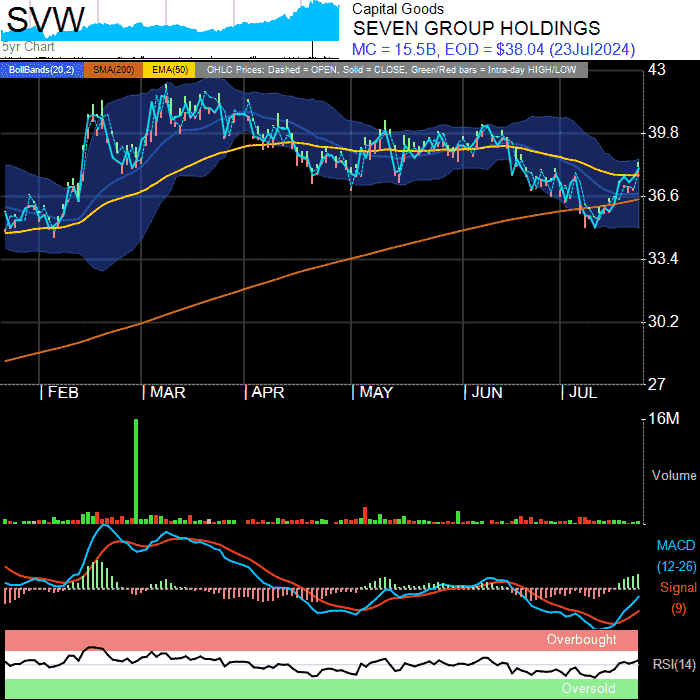 SVW
5yr Chart
Capital Goods
SEVEN GROUP HOLDINGS
MC = 15.5B, EOD = $38.04 (23Jul2024)
BollBands(20,2) SMA(200) EMA(50) OHLC Prices: Dashed = OPEN, Solid = CLOSE, Green/Red bars = Intra-day HIGH/LOW
43
39.8
36.6
33.4
30.2
27
FEB MAR APR MAY JUN JUL
16M
Volume
MACD
(12-26)
Signal
(9)
Overbought
RSI(14)
Oversold